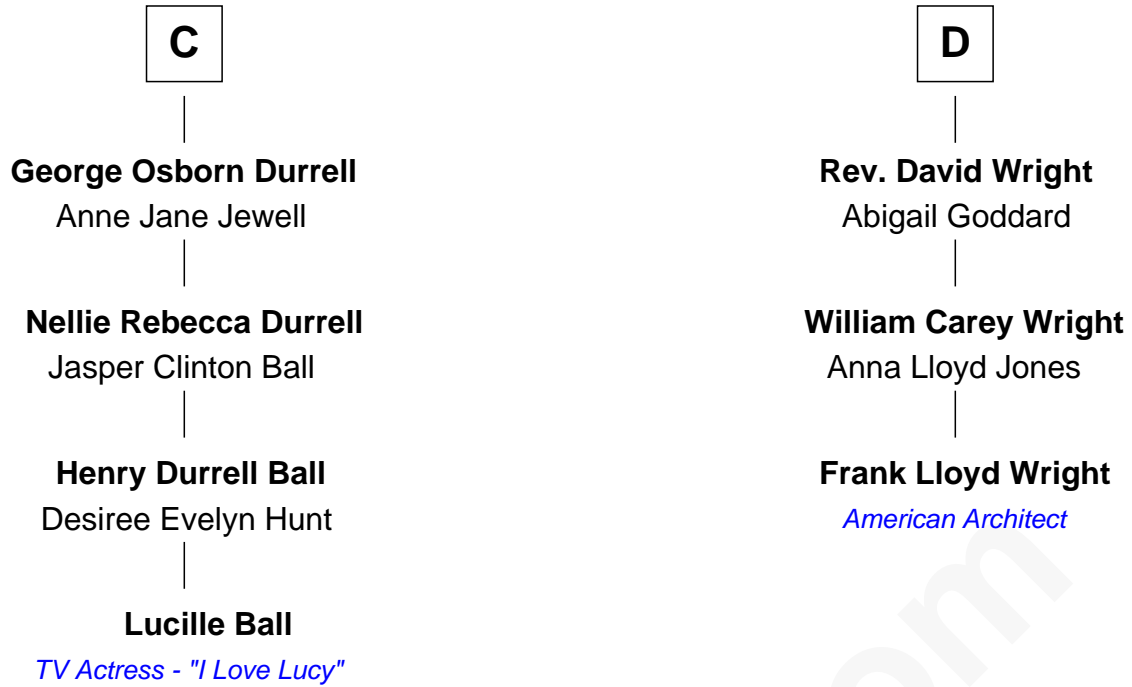 C
George Osborn Durrell
Anne Jane Jewell
Nellie Rebecca Durrell
Jasper Clinton Ball
Henry Durrell Ball
Desiree Evelyn Hunt
Lucille Ball
TV Actress - "I Love Lucy"
D
Rev. David Wright
Abigail Goddard
William Carey Wright
Anna Lloyd Jones
Frank Lloyd Wright
American Architect
om